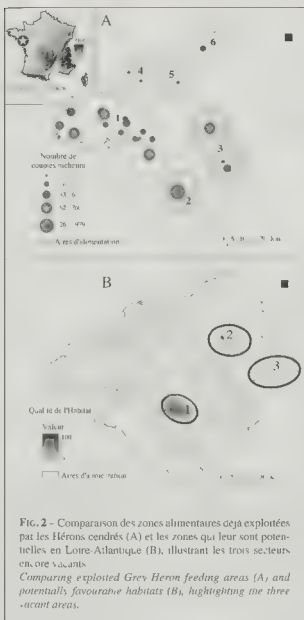 A
6
4
5
1
3
2
Nombre de
couples nicheurs
Aires d'alimentation
B
2
3
1
Qualité de l'Habitat
Valeur
100
FIG. 2 - Comparaison des zones alimentaires déjà exploitées
par les Hérons cendrés (A) et les zones qui leur sont poten-
tielles en Loire-Atlantique (B), illustrant les trois secteurs
encore vacants
Comparing exploited Grey Heron feeding areas (A) and
potentially favourable habitats (B), highlighting the three
vacant areas.